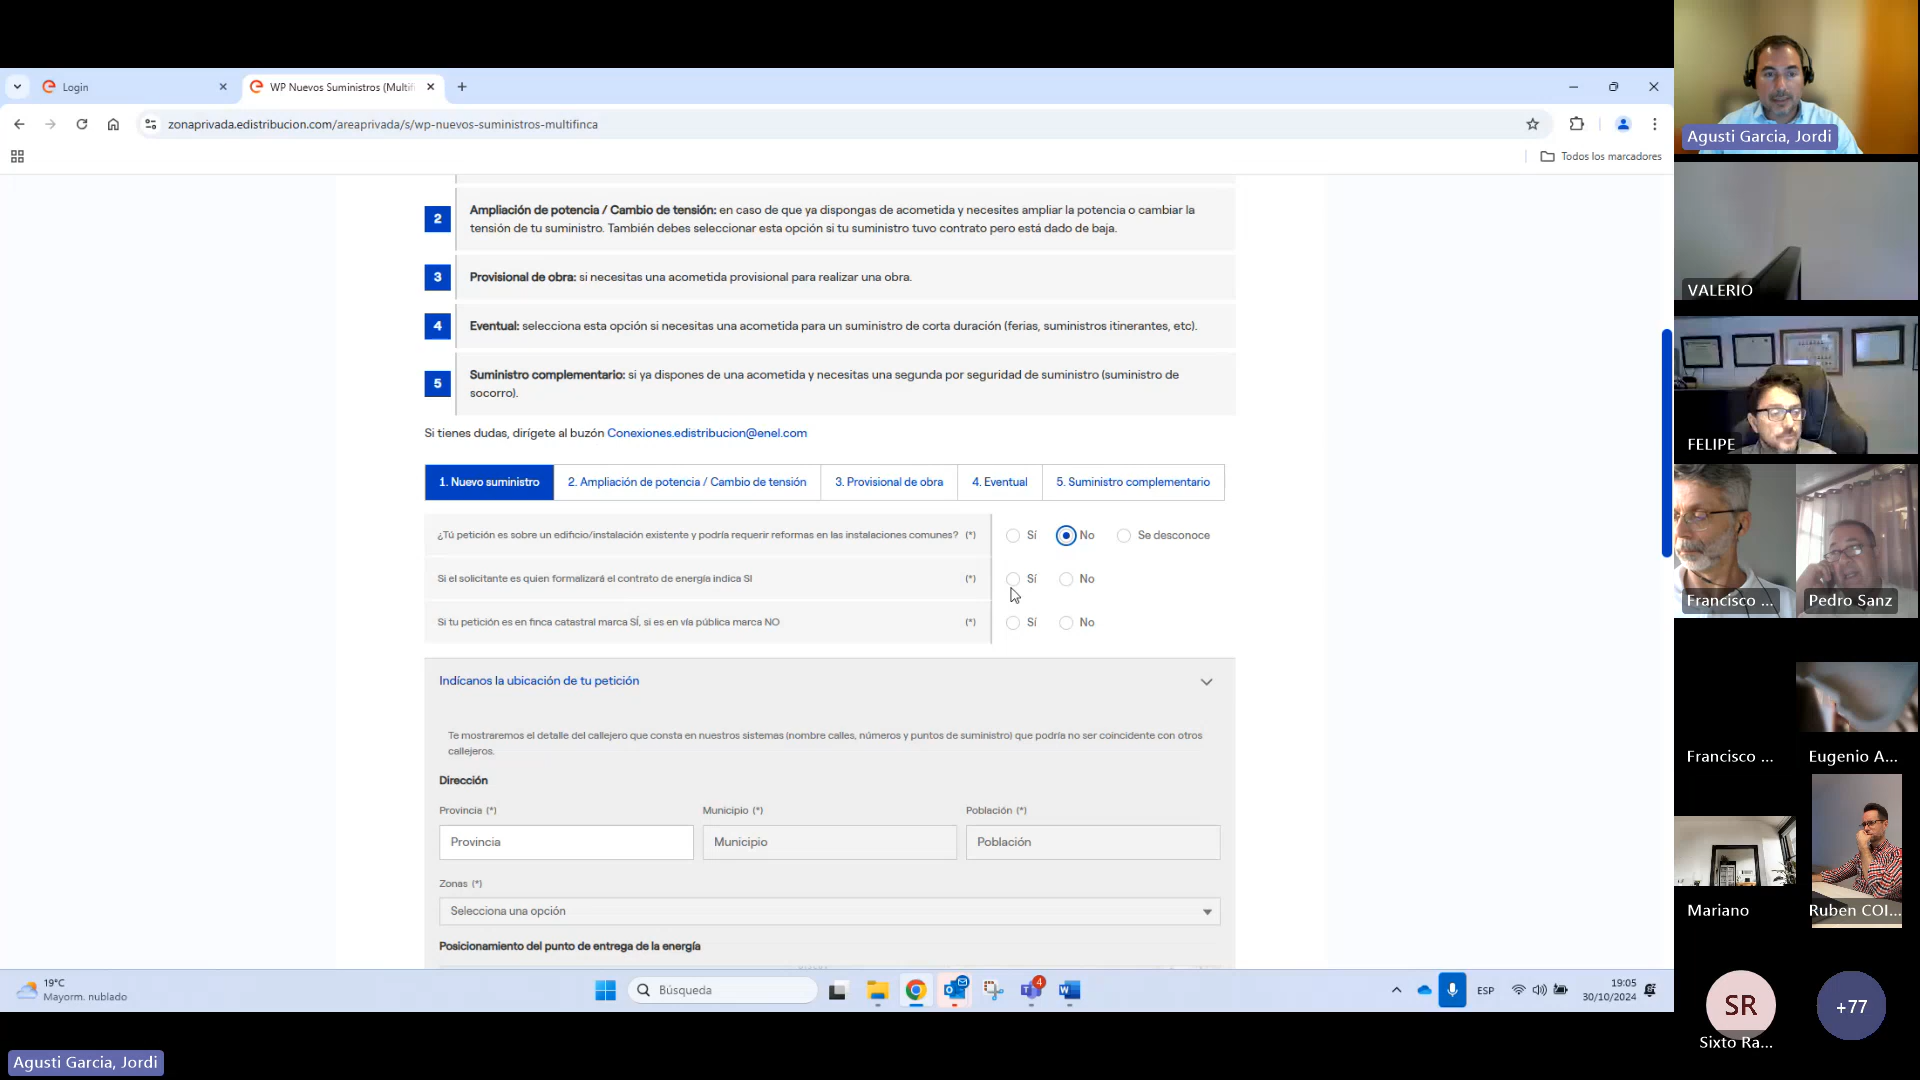 Login
WP Nuevos Suministros (Multifi
zonaprivada.edistribucion.com/areaprivada/s/wp-nuevos-suministros-multifinca
Todos los marcadores
2
Ampliación de potencia / Cambio de tensión: en caso de que ya dispongas de acometida y necesites ampliar la potencia o cambiar la
tensión de tu suministro. También debes seleccionar esta opción si tu suministro tuvo contrato pero está dado de baja.
3
Provisional de obra: si necesitas una acometida provisional para realizar una obra.
4
Eventual: selecciona esta opción si necesitas una acometida para un suministro de corta duración (ferias, suministros itinerantes, etc).
5
Suministro complementario: si ya dispones de una acometida y necesitas una segunda por seguridad de suministro (suministro de
socorro).
Si tienes dudas, dirígete al buzón Conexiones.edistribucion@enel.com
1. Nuevo suministro
2. Ampliación de potencia / Cambio de tensión
3. Provisional de obra
4. Eventual
5. Suministro complementario
¿Tú petición es sobre un edificio/instalación existente y podría requerir reformas en las instalaciones comunes? (*)
Sí No Se desconoce
Si el solicitante es quien formalizará el contrato de energía indica SI (*)
Sí No
Si tu petición es en finca catastral marca SÍ, si es en vía pública marca NO (*)
Sí No
Indícanos la ubicación de tu petición
Te mostraremos el detalle del callejero que consta en nuestros sistemas (nombre calles, números y puntos de suministro) que podría no ser coincidente con otros
callejeros.
Dirección
Provincia (*) Municipio (*) Población (*)
Provincia Municipio Población
Zonas (*)
Selecciona una opción
Posicionamiento del punto de entrega de la energía
19°C
Mayorm. nublado
Búsqueda
4
ESP
19:05
30/10/2024
Agusti Garcia, Jordi
Agusti Garcia, Jordi
VALERIO
FELIPE
Francisco ...
Pedro Sanz
Francisco ...
Eugenio A...
Mariano
Ruben COI...
SR
Sixto Ra...
+77